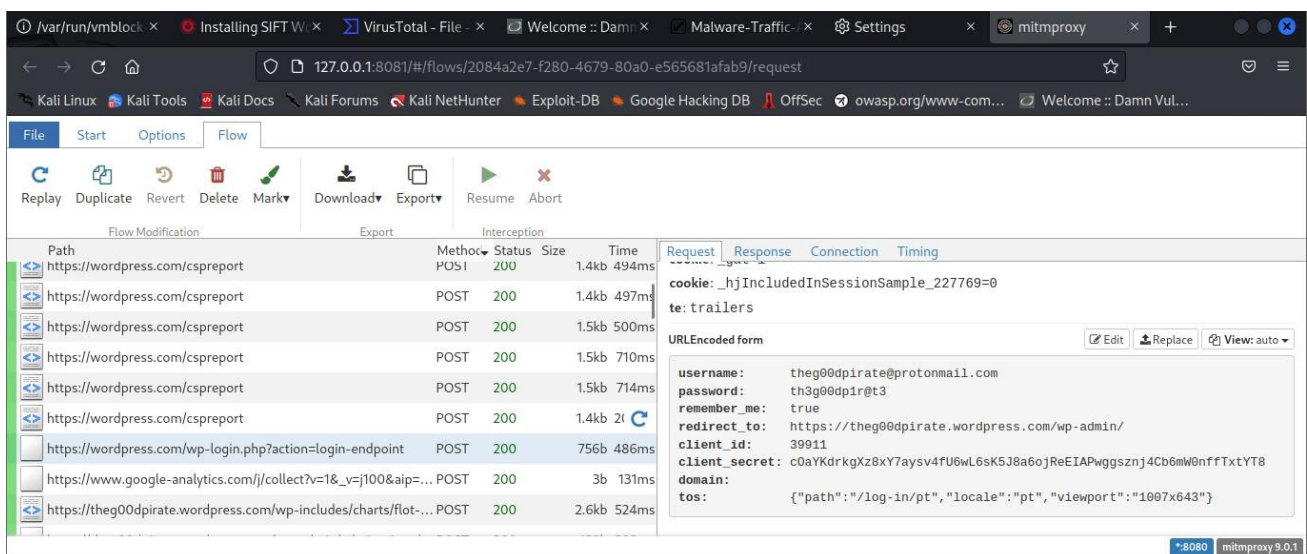 /var/run/vmblock
Installing SIFT Wo
VirusTotal - File -
Welcome :: Damn
Malware-Traffic-
Settings
mitmproxy
127.0.0.1:8081/#/flows/2084a2e7-f280-4679-80a0-e565681afab9/request
Kali Linux
Kali Tools
Kali Docs
Kali Forums
Kali NetHunter
Exploit-DB
Google Hacking DB
OffSec
owasp.org/www-com...
Welcome :: Damn Vul...
File Start Options Flow
Replay Duplicate Revert Delete Mark▾ Download▾ Export▾ Resume Abort
Flow Modification Export Interception
Path Method Status Size Time
https://wordpress.com/cspreport POST 200 1.4kb 494ms
https://wordpress.com/cspreport POST 200 1.4kb 497ms
https://wordpress.com/cspreport POST 200 1.5kb 500ms
https://wordpress.com/cspreport POST 200 1.5kb 710ms
https://wordpress.com/cspreport POST 200 1.5kb 714ms
https://wordpress.com/cspreport POST 200 1.4kb
https://wordpress.com/wp-login.php?action=login-endpoint POST 200 756b 486ms
https://www.google-analytics.com/j/collect?v=1&_v=j100&aip=... POST 200 3b 131ms
https://theg00dpirate.wordpress.com/wp-includes/charts/flot-... POST 200 2.6kb 524ms
Request Response Connection Timing
cookie: _hjIncludedInSessionSample_227769=0
te: trailers
URLEncoded form Edit Replace View: auto ▾
username: theg00dpirate@protonmail.com
password: th3g00dp1r@t3
remember_me: true
redirect_to: https://theg00dpirate.wordpress.com/wp-admin/
client_id: 39911
client_secret: cOaYKdrkgXz8xY7aysv4fU6wL6sK5J8a6ojReEIAPwggsznj4Cb6mW0nffTxtYT8
domain:
tos: {"path":"/log-in/pt","locale":"pt","viewport":"1007x643"}
*:8080 mitmproxy 9.0.1